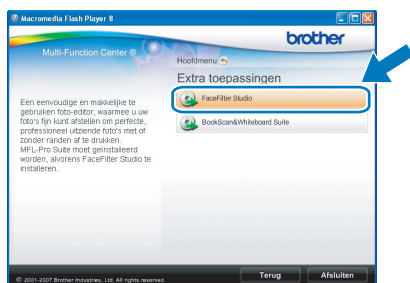 Macromedia Flash Player 8
brother
Multi-Function Center ®
Hoofdmenu
Extra toepassingen
FaceFilter Studio
BookScan&Whiteboard Suite
Een eenvoudige en makkelijke te
gebruiken foto-editor, waarmee u uw
foto's fijn kunt afstellen om perfecte,
professioneel uitziende foto's met of
zonder randen af te drukken.
MFL-Pro Suite moet geïnstalleerd
worden, alvorens FaceFilter Studio te
installeren.
© 2001-2007 Brother Industries, Ltd. All rights reserved.
Terug
Afsluiten